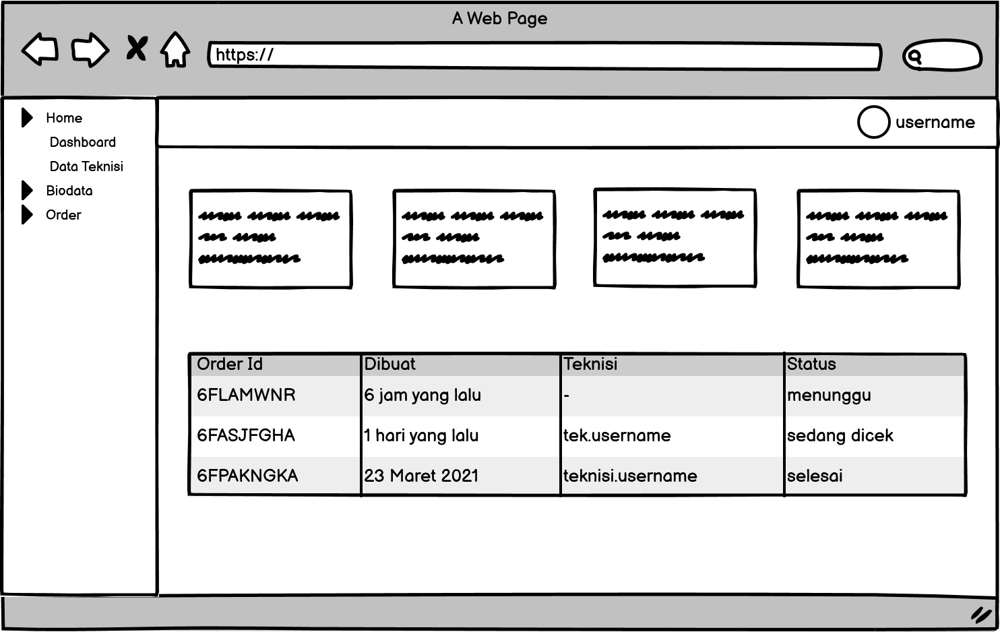 A Web Page
https://
username
Home
Dashboard
Data Teknisi
Biodata
Order
Order Id Dibuat Teknisi Status
6FLAMWNR 6 jam yang lalu - menunggu
6FASJFGHA 1 hari yang lalu tek.username sedang dicek
6FPAKNGKA 23 Maret 2021 teknisi.username selesai